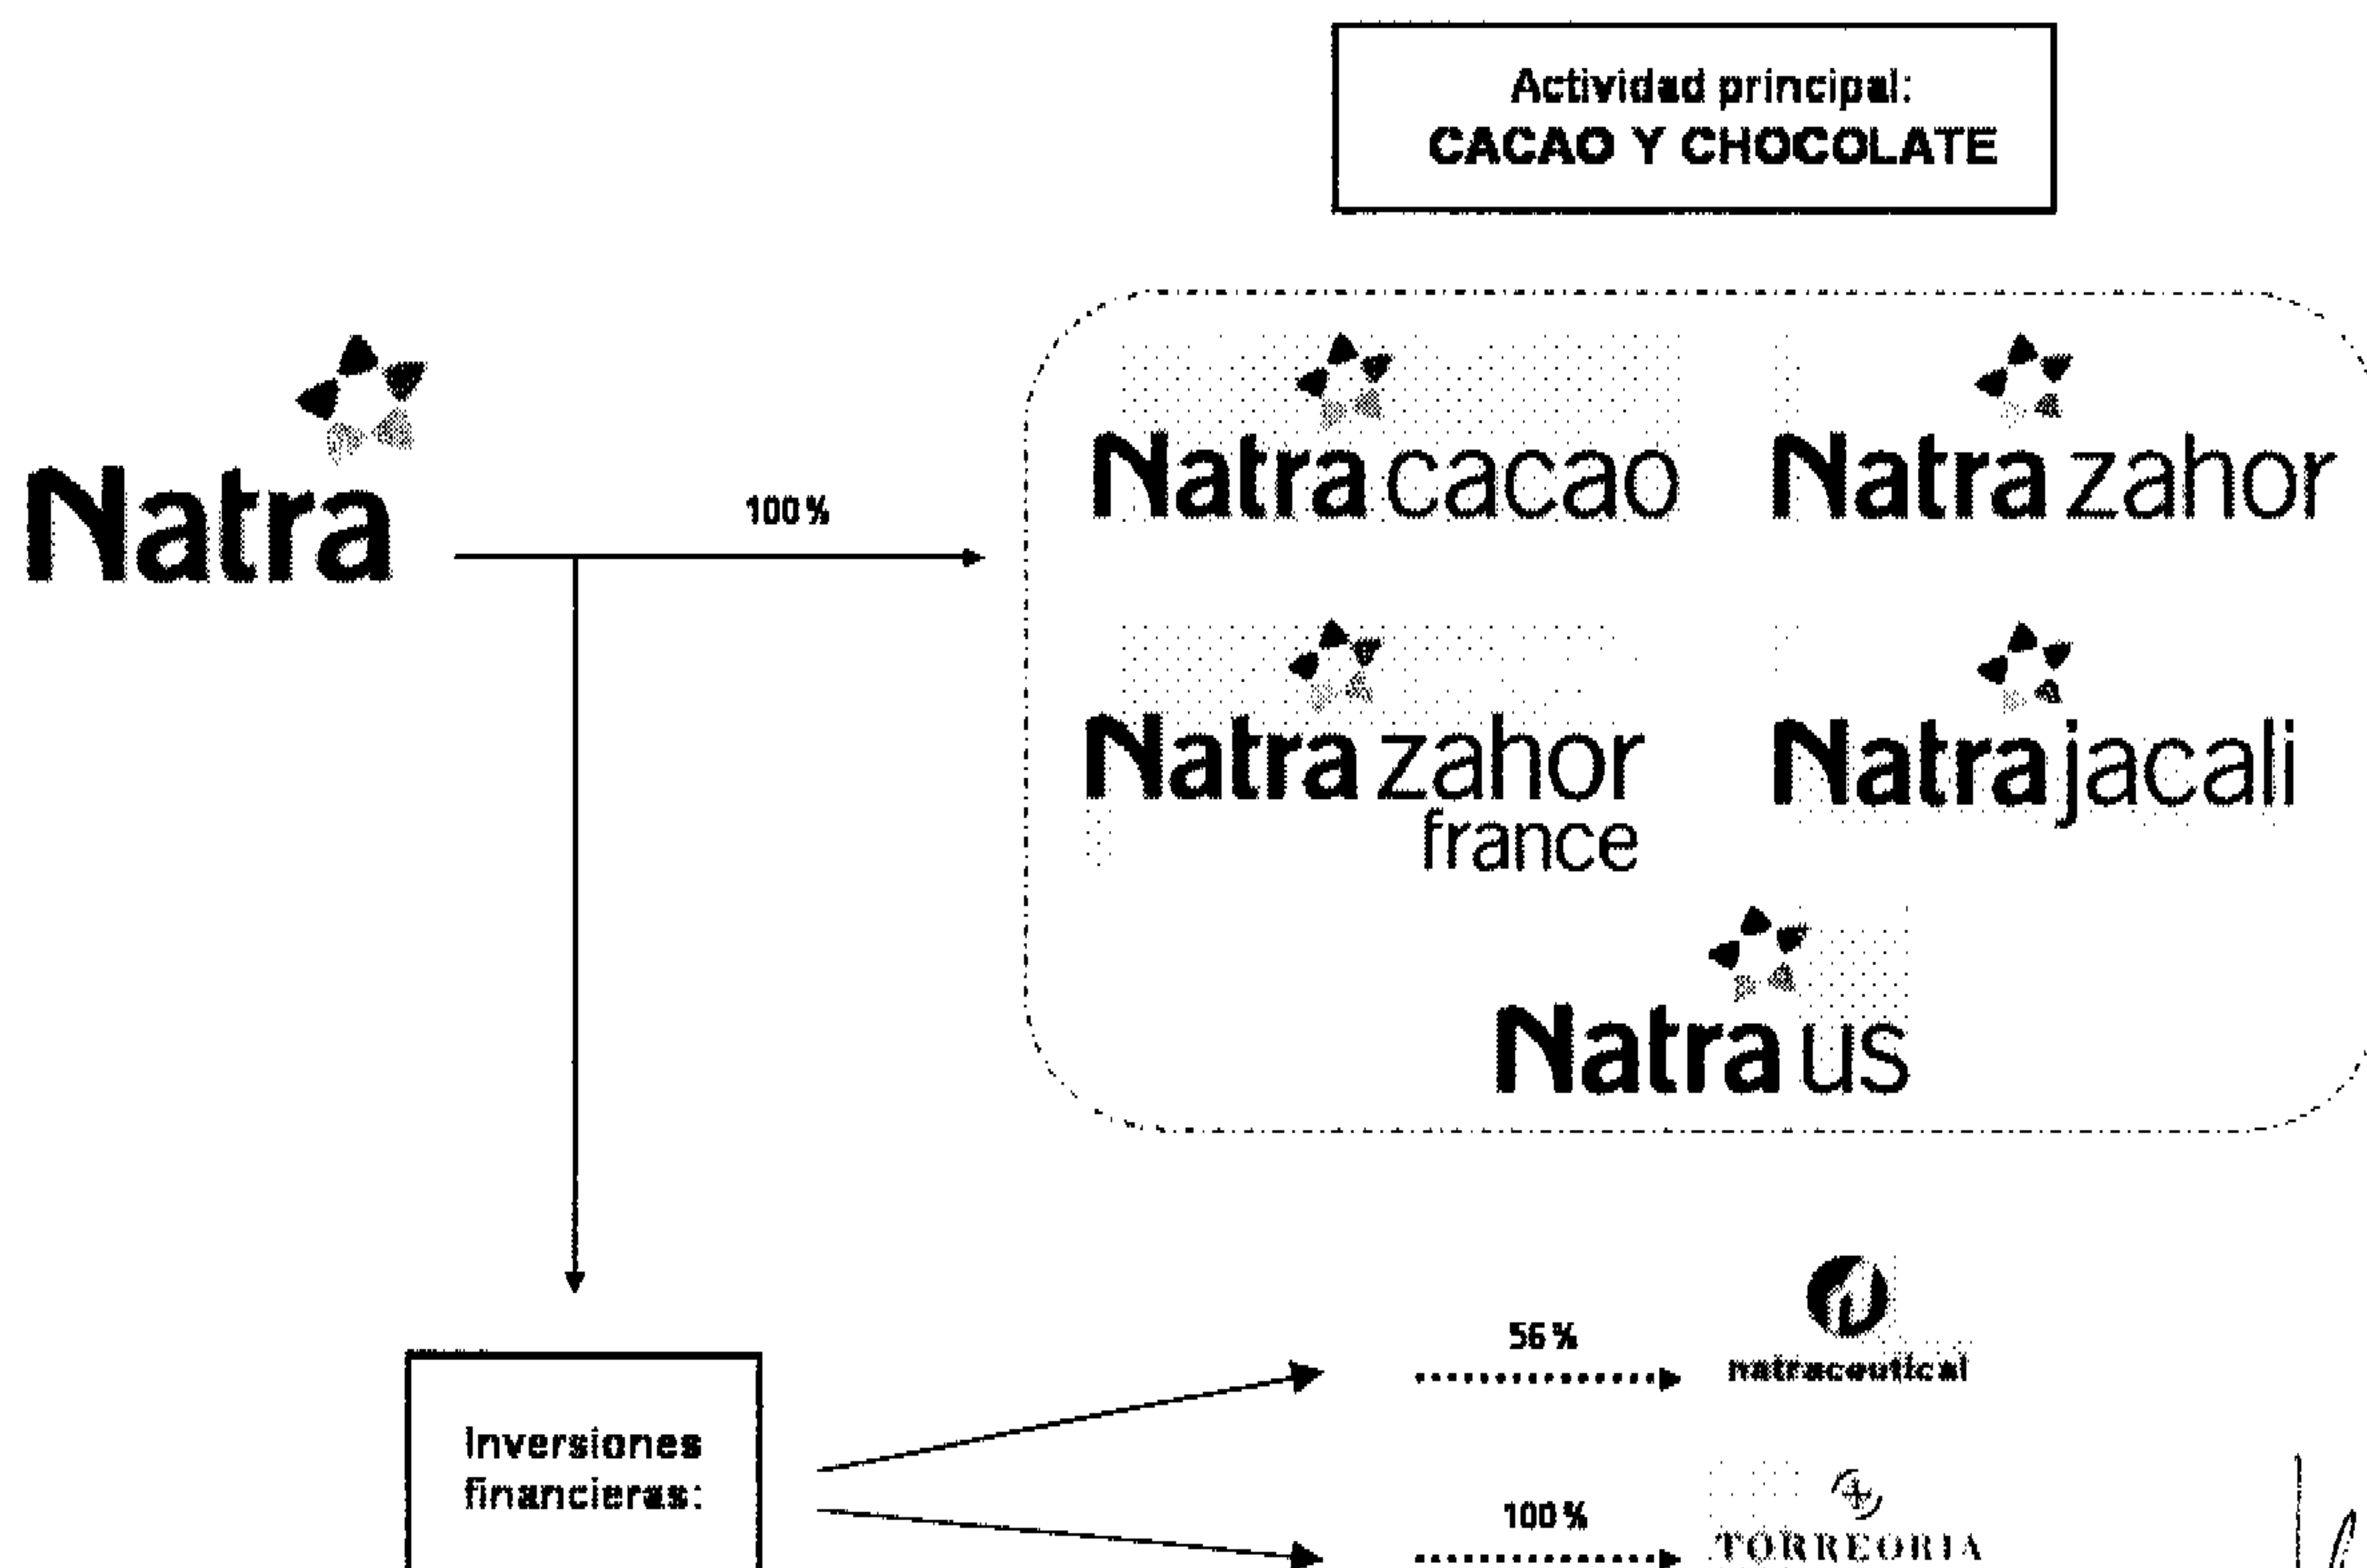 Actividad principal:
CACAO Y CHOCOLATE
Natra
100 %
Natra cacao
Natra zahor
Natra zahor
france
Natra jacali
Natra us
Inversiones
financieras:
56 %
natraceutical
100 %
TORREORIA